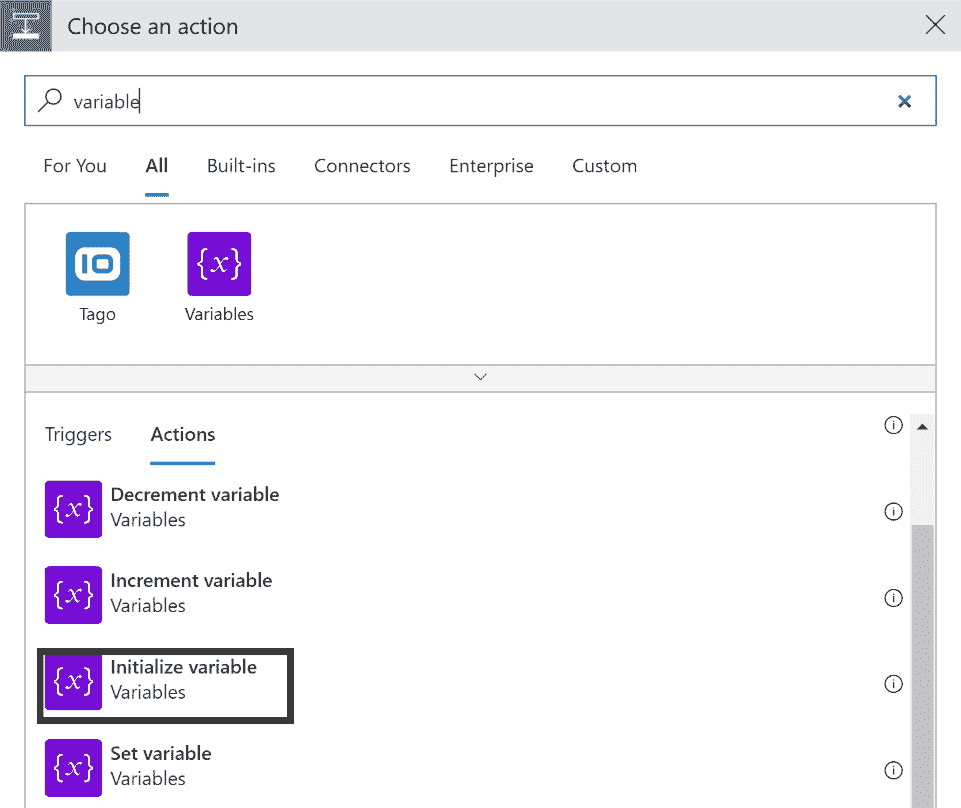 Choose an action
variable
For You All Built-ins Connectors Enterprise Custom
IO
{x}
Tago Variables
Triggers Actions
{x} Decrement variable
Variables
{x} Increment variable
Variables
{x} Initialize variable
Variables
{x} Set variable
Variables